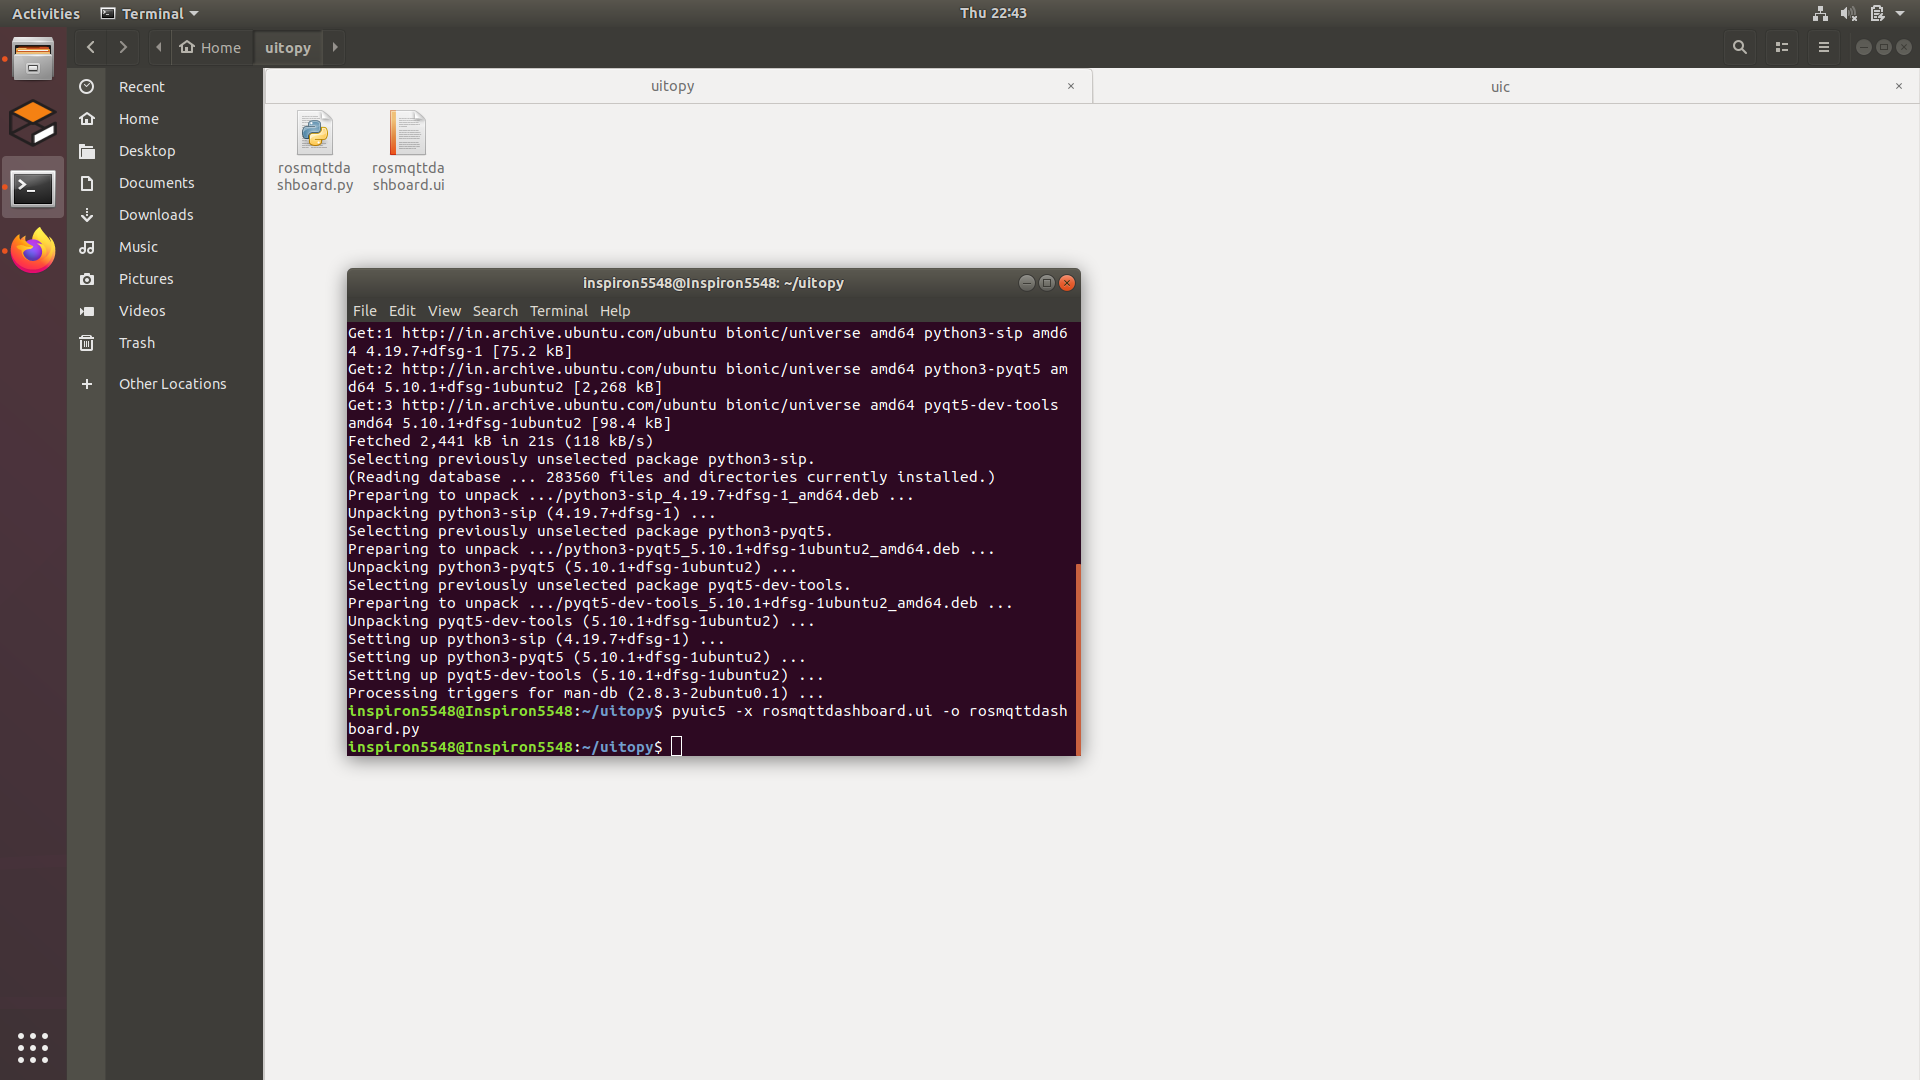 Activities
Terminal
Thu 22:43
Home
uitopy
Recent
Home
Desktop
Documents
Downloads
Music
Pictures
Videos
Trash
Other Locations
uitopy
uic
rosmqttda
shboard.py
rosmqttda
shboard.ui
inspiron5548@Inspiron5548: ~/uitopy
File Edit View Search Terminal Help
Get:1 http://in.archive.ubuntu.com/ubuntu bionic/universe amd64 python3-sip amd6
4 4.19.7+dfsg-1 [75.2 kB]
Get:2 http://in.archive.ubuntu.com/ubuntu bionic/universe amd64 python3-pyqt5 am
d64 5.10.1+dfsg-1ubuntu2 [2,268 kB]
Get:3 http://in.archive.ubuntu.com/ubuntu bionic/universe amd64 pyqt5-dev-tools
amd64 5.10.1+dfsg-1ubuntu2 [98.4 kB]
Fetched 2,441 kB in 21s (118 kB/s)
Selecting previously unselected package python3-sip.
(Reading database ... 283560 files and directories currently installed.)
Preparing to unpack .../python3-sip_4.19.7+dfsg-1_amd64.deb ...
Unpacking python3-sip (4.19.7+dfsg-1) ...
Selecting previously unselected package python3-pyqt5.
Preparing to unpack .../python3-pyqt5_5.10.1+dfsg-1ubuntu2_amd64.deb ...
Unpacking python3-pyqt5 (5.10.1+dfsg-1ubuntu2) ...
Selecting previously unselected package pyqt5-dev-tools.
Preparing to unpack .../pyqt5-dev-tools_5.10.1+dfsg-1ubuntu2_amd64.deb ...
Unpacking pyqt5-dev-tools (5.10.1+dfsg-1ubuntu2) ...
Setting up python3-sip (4.19.7+dfsg-1) ...
Setting up python3-pyqt5 (5.10.1+dfsg-1ubuntu2) ...
Setting up pyqt5-dev-tools (5.10.1+dfsg-1ubuntu2) ...
Processing triggers for man-db (2.8.3-2ubuntu0.1) ...
inspiron5548@Inspiron5548:~/uitopy$ pyuic5 -x rosmqttdashboard.ui -o rosmqttdash
board.py
inspiron5548@Inspiron5548:~/uitopy$